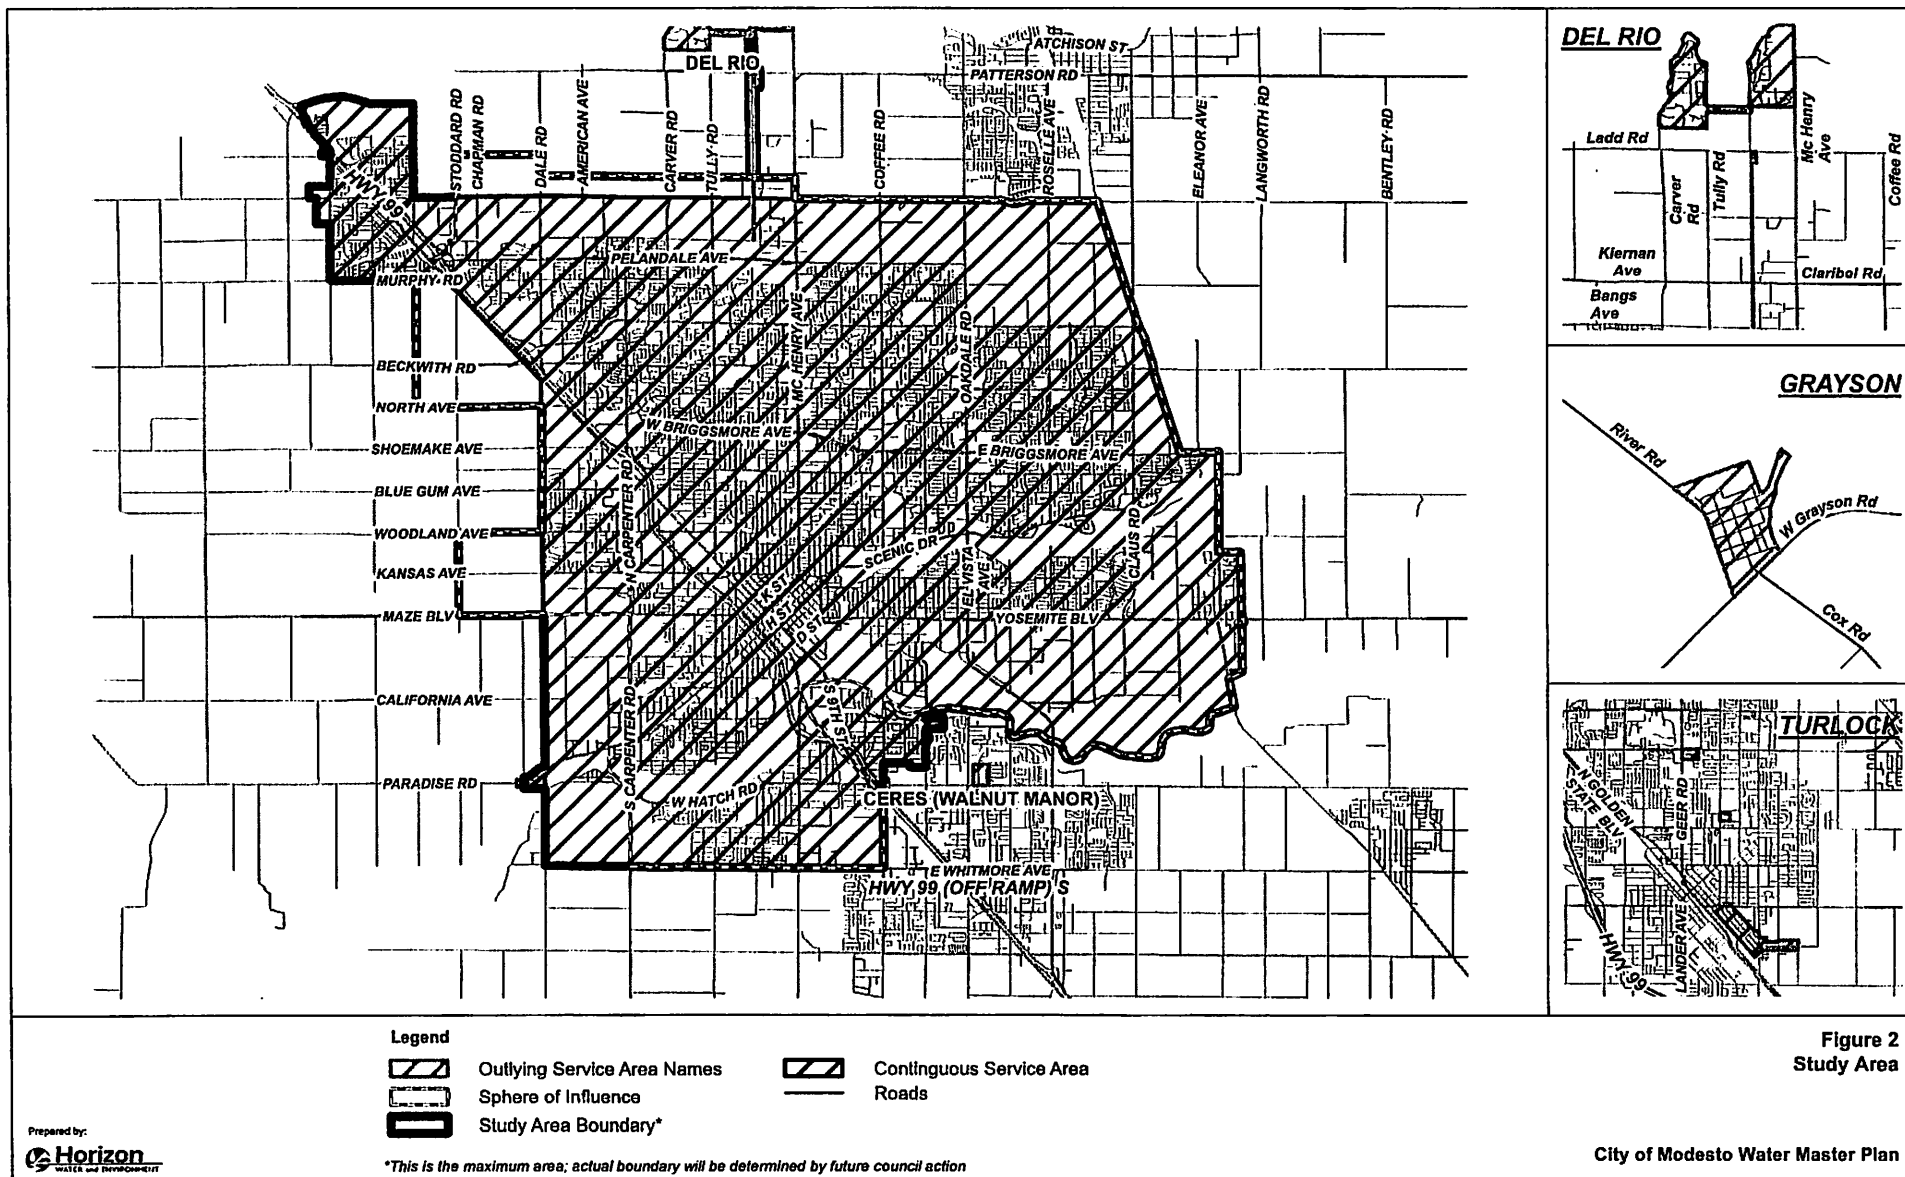 DEL RIO
ATCHISON ST
PATTERSON RD
STODDARD RD
CHAPMAN RD
DALE RD
AMERICAN AVE
CARVER RD
TULLY RD
COFFEE RD
ROSELLE AVE
ELEANOR AVE
LANGWORTH RD
BENTLEY RD
HWY 99
PELANDALE AVE
MURPHY RD
MC HENRY AVE
OAKDALE RD
BECKWITH RD
NORTH AVE
W BRIGGSMORE AVE
SHOEMAKE AVE
E BRIGGSMORE AVE
BLUE GUM AVE
N CARPENTER RD
WOODLAND AVE
SCENIC DR
CLAUS RD
EL VISTA
AVE
KANSAS AVE
K ST
H ST
D ST
MAZE BLV
YOSEMITE BLV
CALIFORNIA AVE
S CARPENTER RD
S 9TH ST
PARADISE RD
W HATCH RD
CERES (WALNUT MANOR)
E WHITMORE AVE
HWY 99 (OFF RAMP) S
DEL RIO
Ladd Rd
Carver
Rd
Tully Rd
Mc Henry
Ave
Coffee Rd
Kiernan
Ave
Claribol Rd
Bangs
Ave
GRAYSON
River Rd
W Grayson Rd
Cox Rd
TURLOCK
N GOLDEN
STATE BLV
GEER RD
LANDER AVE
HWY 99
Legend
Outlying Service Area Names
Sphere of Influence
Study Area Boundary*
Continguous Service Area
Roads
Figure 2
Study Area
Prepared by:
Horizon
WATER and ENVIRONMENT
*This is the maximum area; actual boundary will be determined by future council action
City of Modesto Water Master Plan